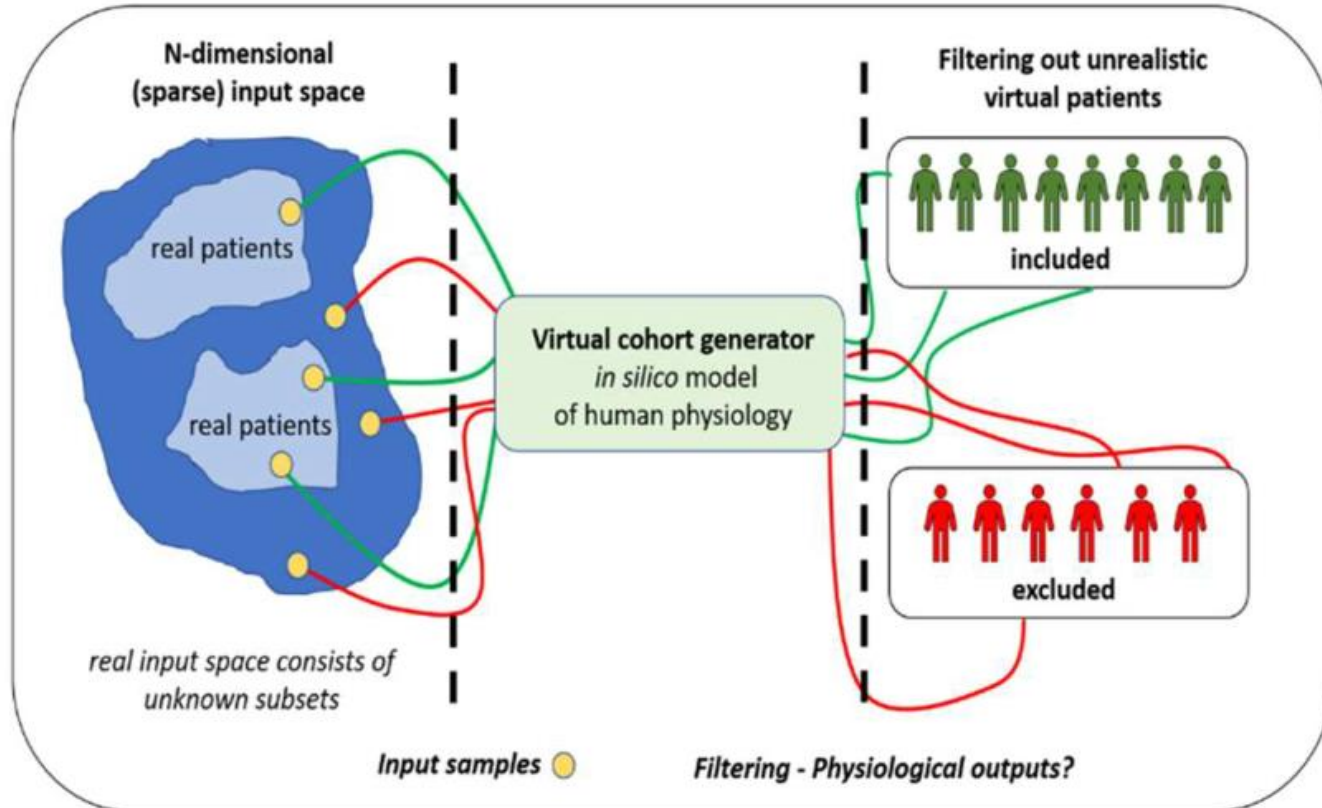 N-dimensional
(sparse) input space
real patients
real patients
real input space consists of
unknown subsets
Virtual cohort generator
in silico model
of human physiology
Filtering out unrealistic
virtual patients
included
excluded
Input samples
Filtering - Physiological outputs?